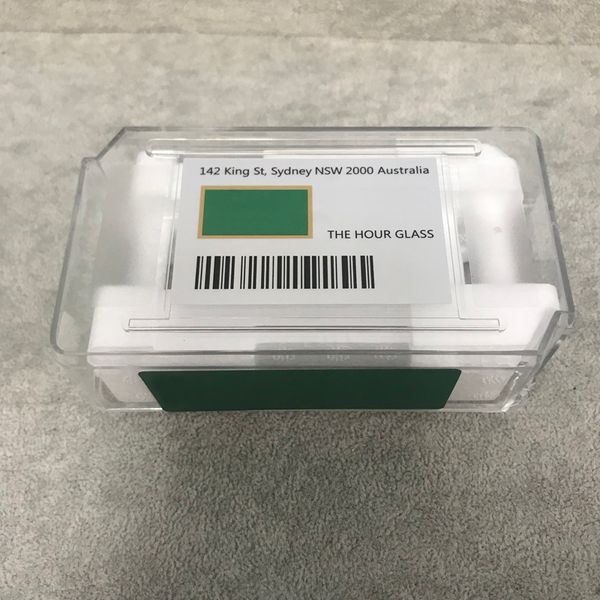 142 King St, Sydney NSW 2000 Australia
THE HOUR GLASS